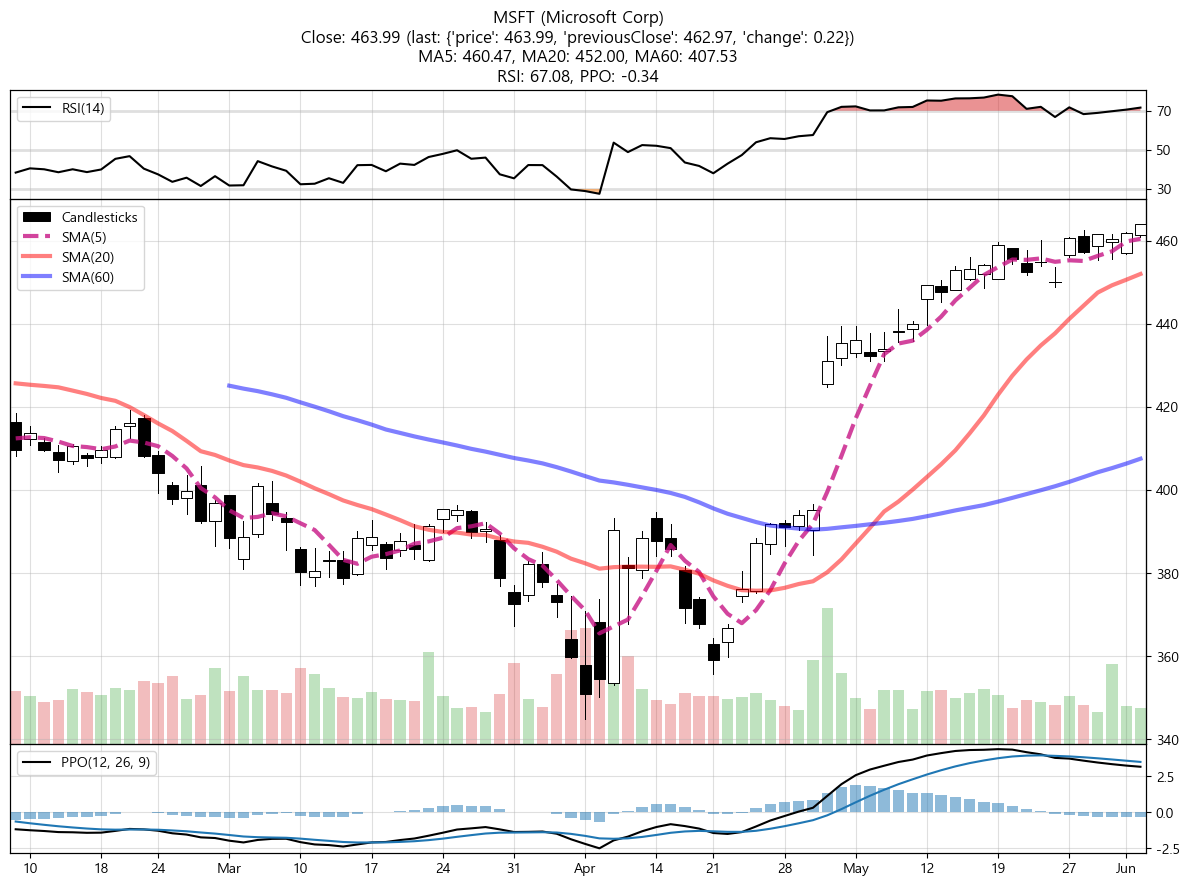 MSFT (Microsoft Corp)
Close: 463.99 (last: {'price': 463.99, 'previousClose': 462.97, 'change': 0.22})
MA5: 460.47, MA20: 452.00, MA60: 407.53
RSI: 67.08, PPO: -0.34
RSI(14)
70
50
30
Candlesticks
SMA(5)
SMA(20)
SMA(60)
460
440
420
400
380
360
340
PPO(12, 26, 9)
2.5
0.0
-2.5
10 18 24 Mar 10 17 24 31 Apr 14 21 28 May 12 19 27 Jun